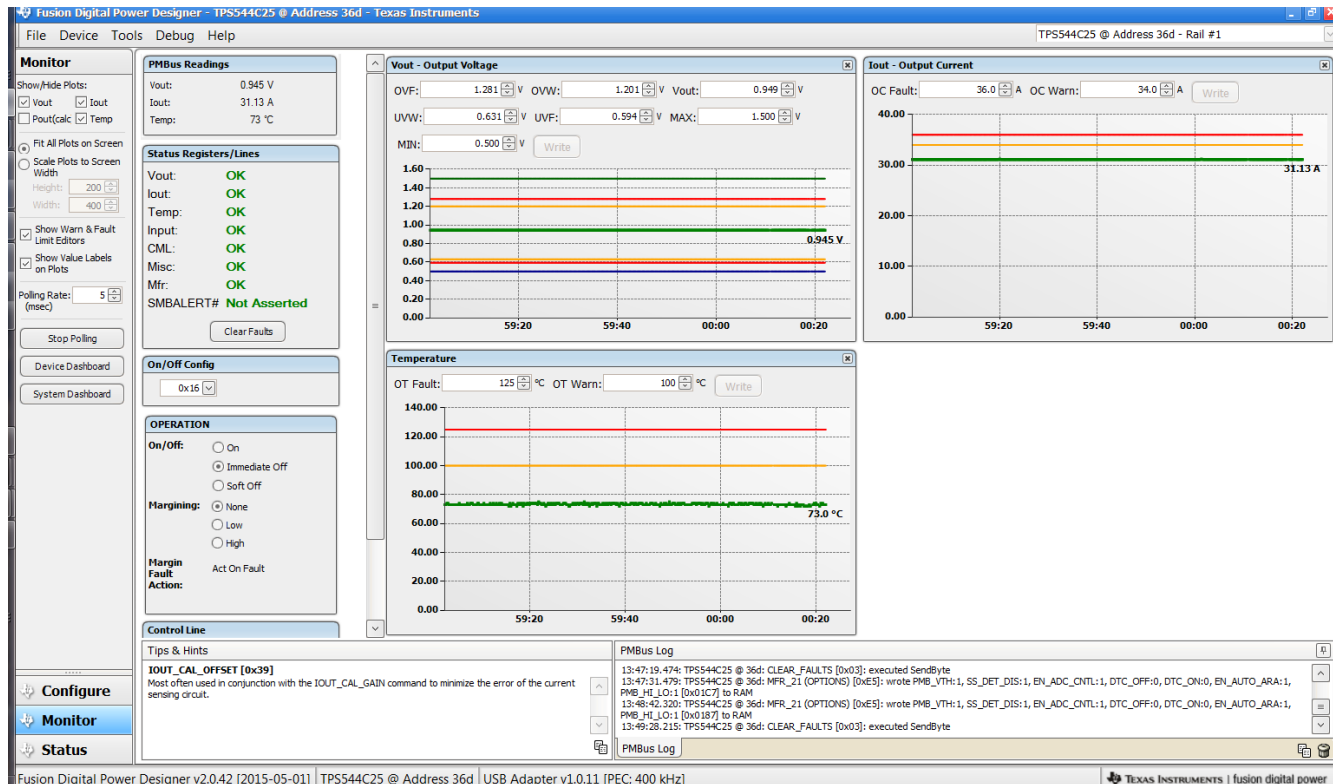 Fusion Digital Power Designer - TPS544C25 @ Address 36d - Texas Instruments
File Device Tools Debug Help
TPS544C25 @ Address 36d - Rail #1
Monitor
Show/Hide Plots:
Vout Iout
Pout(calc Temp
Fit All Plots on Screen
Scale Plots to Screen
Width
Height: 200
Width: 400
Show Warn & Fault
Limit Editors
Show Value Labels
on Plots
Polling Rate: 5
(msec)
Stop Polling
Device Dashboard
System Dashboard
Configure
Monitor
Status
PMBus Readings
Vout: 0.945 V
Iout: 31.13 A
Temp: 73 °C
Status Registers/Lines
Vout: OK
Iout: OK
Temp: OK
Input: OK
CML: OK
Misc: OK
Mfr: OK
SMBALERT# Not Asserted
Clear Faults
On/Off Config
0x16
OPERATION
On/Off: On
Immediate Off
Soft Off
Margining: None
Low
High
Margin
Fault
Action:
Act On Fault
Control Line
Vout - Output Voltage
OVF: 1.281 V OVW: 1.201 V Vout: 0.949 V
UVW: 0.631 V UVF: 0.594 V MAX: 1.500 V
MIN: 0.500 V Write
1.60
1.40
1.20
1.00
0.80
0.60
0.40
0.20
0.00
0.945 V
59:20 59:40 00:00 00:20
Iout - Output Current
OC Fault: 36.0 A OC Warn: 34.0 A Write
40.00
30.00
20.00
10.00
0.00
31.13 A
59:20 59:40 00:00 00:20
Temperature
OT Fault: 125 °C OT Warn: 100 °C Write
140.00
120.00
100.00
80.00
60.00
40.00
20.00
0.00
73.0 °C
59:20 59:40 00:00 00:20
Tips & Hints
IOUT_CAL_OFFSET [0x39]
Most often used in conjunction with the IOUT_CAL_GAIN command to minimize the error of the current
sensing circuit.
PMBus Log
13:47:19.474: TPS544C25 @ 36d: CLEAR_FAULTS [0x03]: executed SendByte
13:47:31.479: TPS544C25 @ 36d: MFR_21 (OPTIONS) [0xE5]: wrote PMB_VTH:1, SS_DET_DIS:1, EN_ADC_CNTL:1, DTC_OFF:0, DTC_ON:0, EN_AUTO_ARA:1,
PMB_HI_LO:1 [0x01C7] to RAM
13:48:42.320: TPS544C25 @ 36d: MFR_21 (OPTIONS) [0xE5]: wrote PMB_VTH:1, SS_DET_DIS:1, EN_ADC_CNTL:1, DTC_OFF:0, DTC_ON:0, EN_AUTO_ARA:1,
PMB_HI_LO:1 [0x0187] to RAM
13:49:28.215: TPS544C25 @ 36d: CLEAR_FAULTS [0x03]: executed SendByte
PMBus Log
Fusion Digital Power Designer v2.0.42 [2015-05-01] TPS544C25 @ Address 36d USB Adapter v1.0.11 [PEC; 400 kHz]
TEXAS INSTRUMENTS | fusion digital power